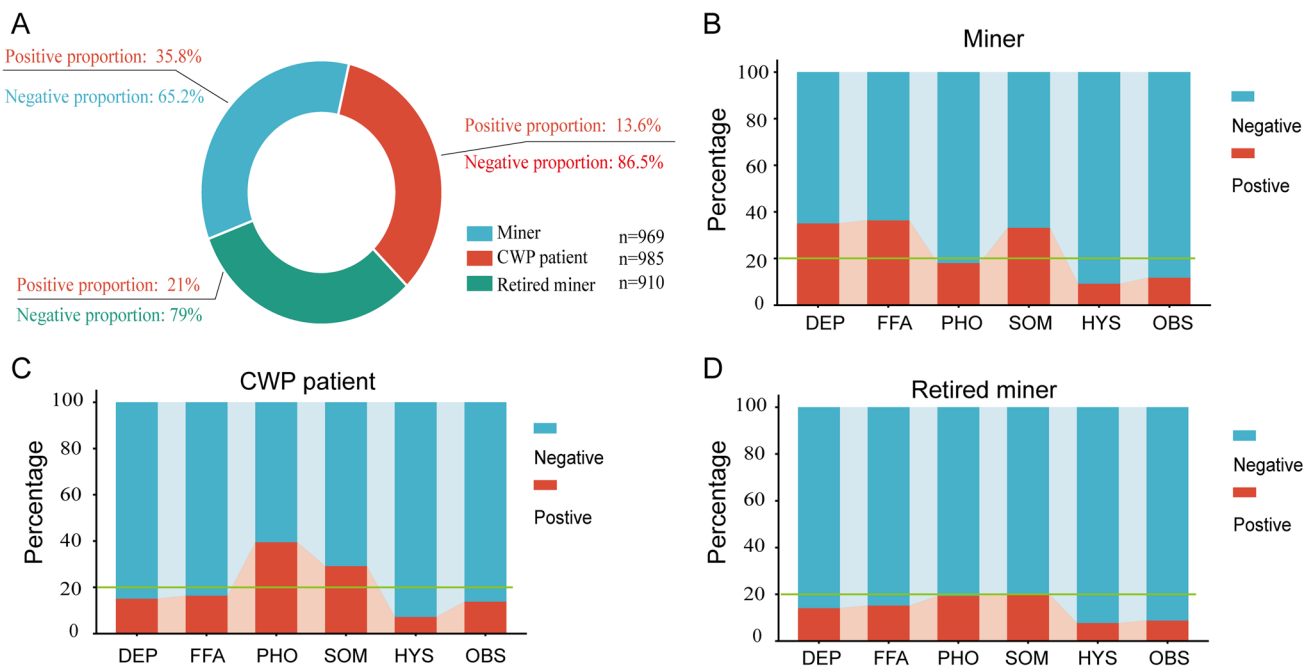 A
Positive proportion: 35.8%
Negative proportion: 65.2%
Positive proportion: 13.6%
Negative proportion: 86.5%
Positive proportion: 21%
Negative proportion: 79%
Miner n=969
CWP patient n=985
Retired miner n=910
B
Miner
Percentage
100
80
60
40
20
0
DEP FFA PHO SOM HYS OBS
Negative
Postive
C
CWP patient
Percentage
100
80
60
40
20
0
DEP FFA PHO SOM HYS OBS
Negative
Postive
D
Retired miner
Percentage
100
80
60
40
20
0
DEP FFA PHO SOM HYS OBS
Negative
Postive